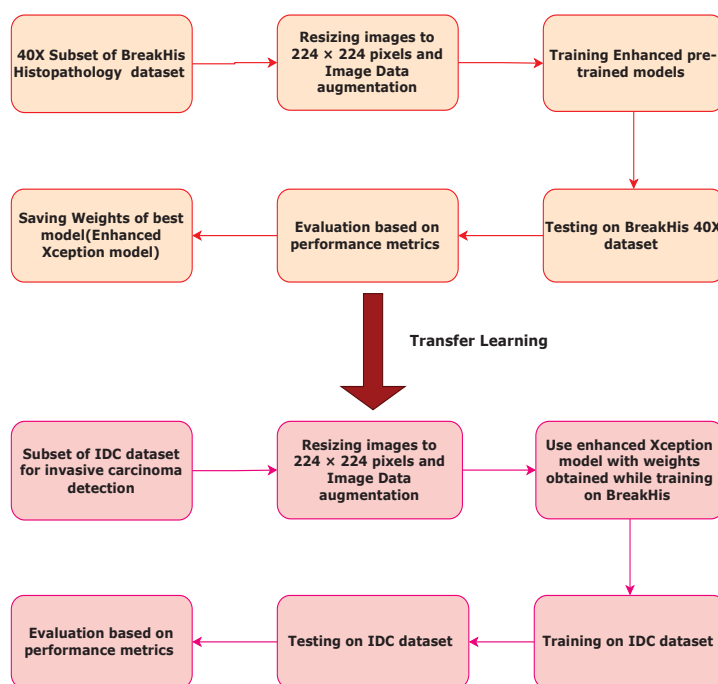 40X Subset of BreakHis
Histopathology dataset
Resizing images to
224 × 224 pixels and
Image Data
augmentation
Training Enhanced pre-
trained models
Saving Weights of best
model(Enhanced
Xception model)
Evaluation based on
performance metrics
Testing on BreakHis 40X
dataset
Transfer Learning
Subset of IDC dataset
for invasive carcinoma
detection
Resizing images to
224 × 224 pixels and
Image Data
augmentation
Use enhanced Xception
model with weights
obtained while training
on BreakHis
Evaluation based on
performance metrics
Testing on IDC dataset
Training on IDC dataset